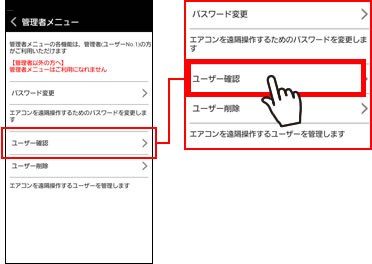 管理者メニュー
管理者メニューの各機能は、管理者(ユーザーNo.1)の方
がご利用いただけます
【管理者以外の方へ】
管理者メニューはご利用になれません
パスワード変更
エアコンを遠隔操作するためのパスワードを変更しま
す
ユーザー確認
ユーザー削除
エアコンを遠隔操作するユーザーを管理します
パスワード変更
エアコンを遠隔操作するためのパスワードを変更しま
す
ユーザー確認
ユーザー削除
エアコンを遠隔操作するユーザーを管理します